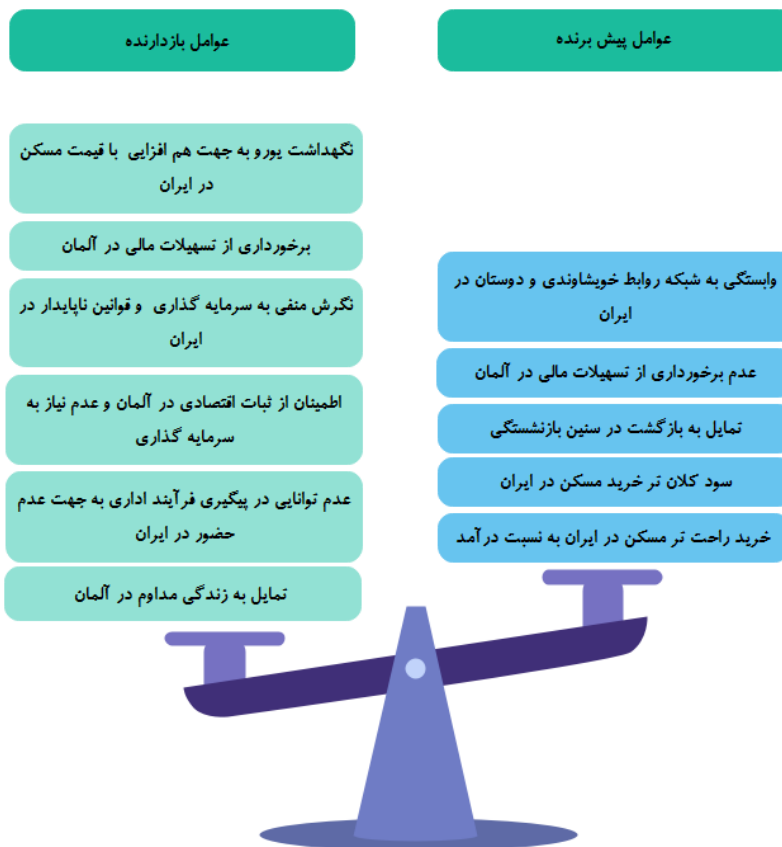 عوامل پیش برنده
وابستگی به شبکه روابط خویشاوندی و دوستان در
ایران
عدم برخورداری از تسهیلات مالی در آلمان
تمایل به بازگشت در سنین بازنشستگی
سود کلان تر خرید مسکن در ایران
خرید راحت تر مسکن در ایران به نسبت درآمد
عوامل بازدارنده
نگهداشت یورو به جهت هم افزایی با قیمت مسکن
در ایران
برخورداری از تسهیلات مالی در آلمان
نگرش منفی به سرمایه گذاری و قوانین ناپایدار در
ایران
اطمینان از ثبات اقتصادی در آلمان و عدم نیاز به
سرمایه گذاری
عدم توانایی در پیگیری فرآیند اداری به جهت عدم
حضور در ایران
تمایل به زندگی مداوم در آلمان